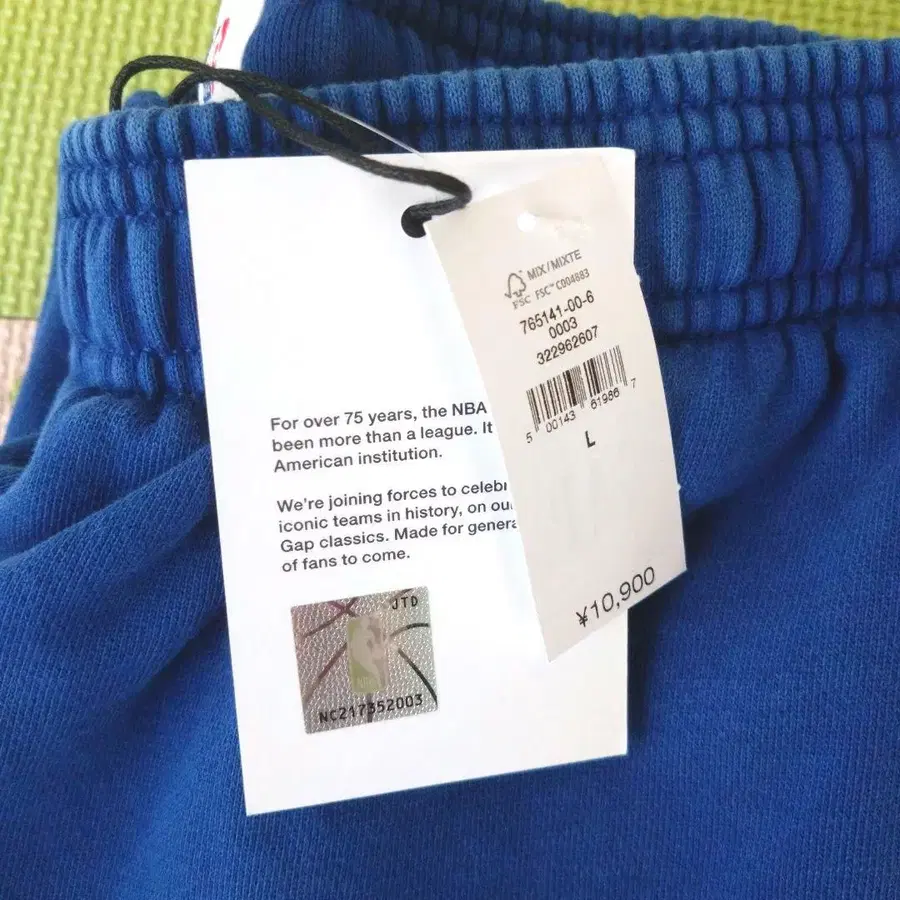 For over 75 years, the NBA
been more than a league. It
American institution.
We're joining forces to celebr
iconic teams in history, on ou
Gap classics. Made for genera
of fans to come.
JTD
NC217352003
MIX/MIXTE
FSC FSC™ C004883
765141-00-6
0003
322962607
5 00143 61986 7
L
¥10,900